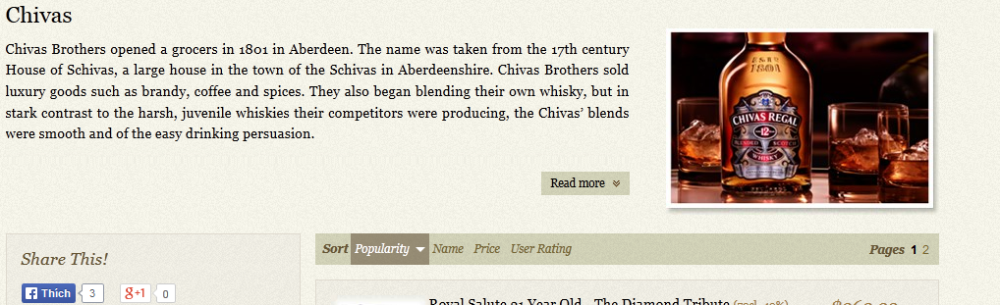 Chivas
Chivas Brothers opened a grocers in 1801 in Aberdeen. The name was taken from the 17th century
House of Schivas, a large house in the town of the Schivas in Aberdeenshire. Chivas Brothers sold
luxury goods such as brandy, coffee and spices. They also began blending their own whisky, but in
stark contrast to the harsh, juvenile whiskies their competitors were producing, the Chivas’ blends
were smooth and of the easy drinking persuasion.
ESTD
1801
CHIVAS REGAL
12
BLENDED SCOTCH
WHISKY
Read more
Share This!
Sort Popularity Name Price User Rating
Pages 1 2
Thích 3
g+1 0
Royal Salute 21 Year Old - The Diamond Tribute